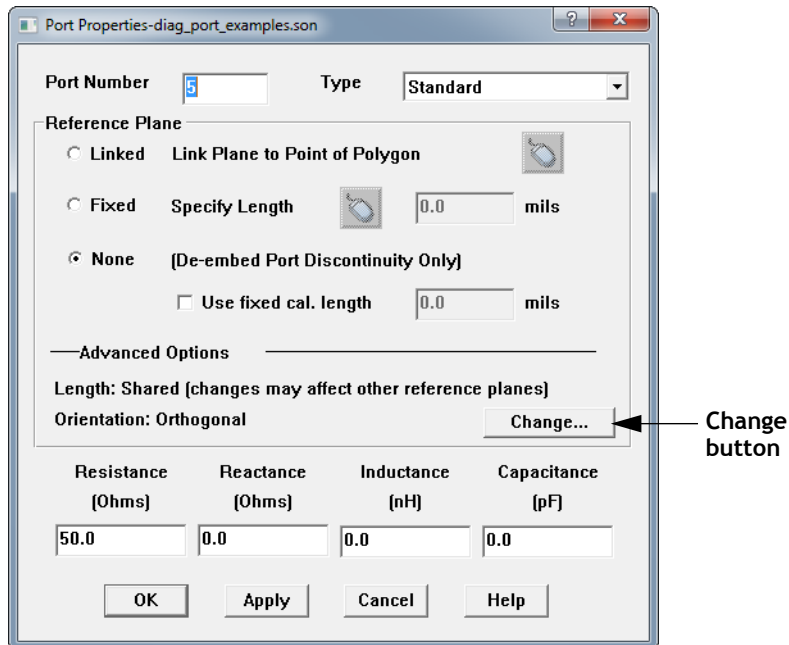 Port Properties-diag_port_examples.son
Port Number 5 Type Standard
Reference Plane
Linked Link Plane to Point of Polygon
Fixed Specify Length 0.0 mils
None (De-embed Port Discontinuity Only)
Use fixed cal. length 0.0 mils
Advanced Options
Length: Shared (changes may affect other reference planes)
Orientation: Orthogonal Change...
Change
button
Resistance Reactance Inductance Capacitance
(Ohms) (Ohms) (nH) (pF)
50.0 0.0 0.0 0.0
OK Apply Cancel Help